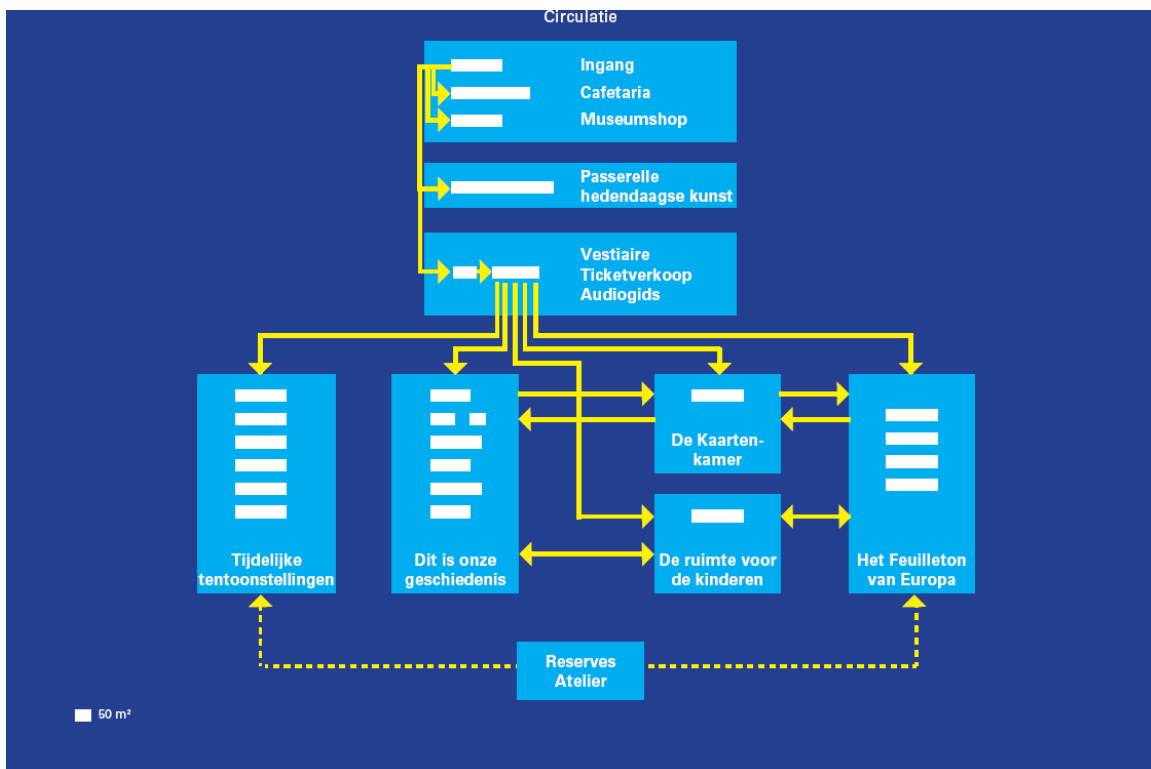 Circulatie
Ingang
Cafetaria
Museumshop
Passerelle
hedendaagse kunst
Vestiaire
Ticketverkoop
Audiogids
De Kaarten-
kamer
Tijdelijke
tentoonstellingen
Dit is onze
geschiedenis
De ruimte voor
de kinderen
Het Feuilleton
van Europa
Reserves
Atelier
50 m²